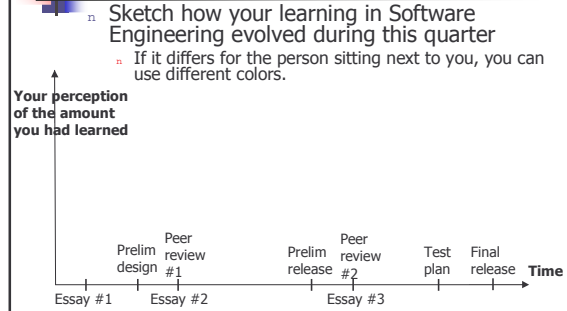 n Sketch how your learning in Software
Engineering evolved during this quarter
n If it differs for the person sitting next to you, you can
use different colors.
Your perception
of the amount
you had learned
Prelim
design
Peer
review
#1
Prelim
release
Peer
review
#2
Test
plan
Final
release
Time
Essay #1
Essay #2
Essay #3